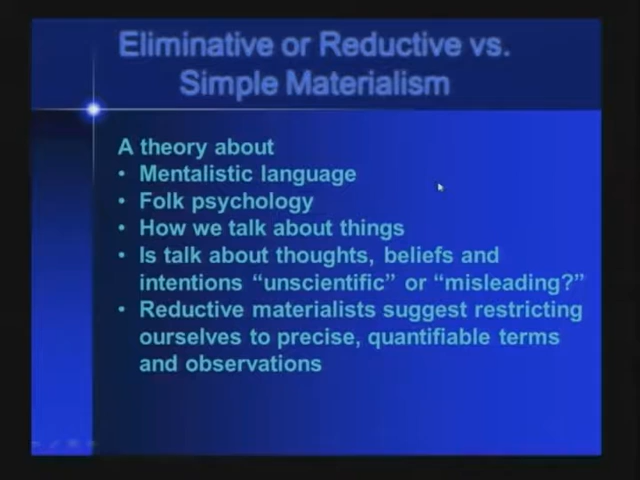 Eliminative or Reductive vs.
Simple Materialism
A theory about
• Mentalistic language
• Folk psychology
• How we talk about things
• Is talk about thoughts, beliefs and
intentions “unscientific” or “misleading?”
• Reductive materialists suggest restricting
ourselves to precise, quantifiable terms
and observations